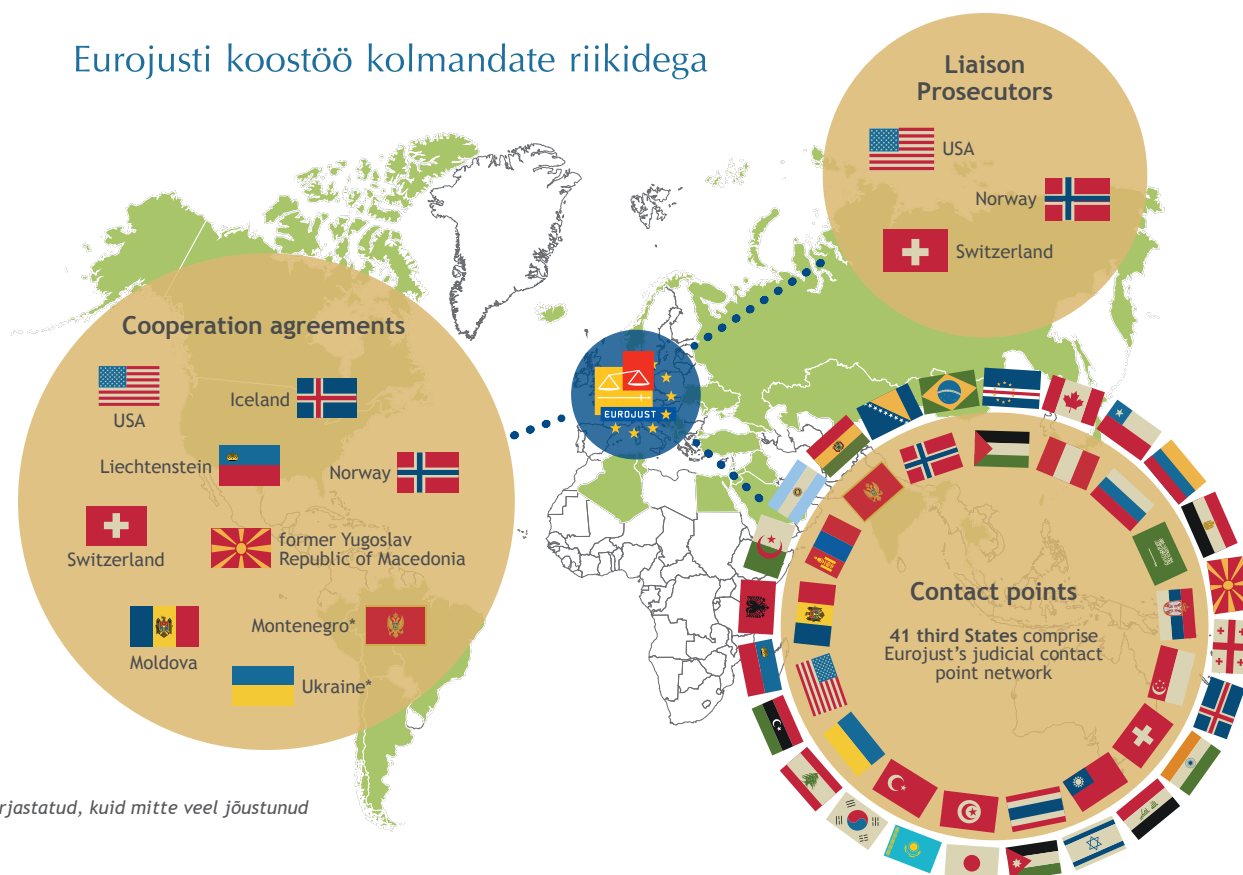 Eurojusti koostöö kolmandate riikidega
Liaison
Prosecutors
USA
Norway
Switzerland
Cooperation agreements
USA
Iceland
Liechtenstein
Norway
Switzerland
former Yugoslav
Republic of Macedonia
Moldova
Montenegro*
Ukraine*
EUROJUST
Contact points
41 third States comprise
Eurojust's judicial contact
point network
rjastatud, kuid mitte veel jõustunud